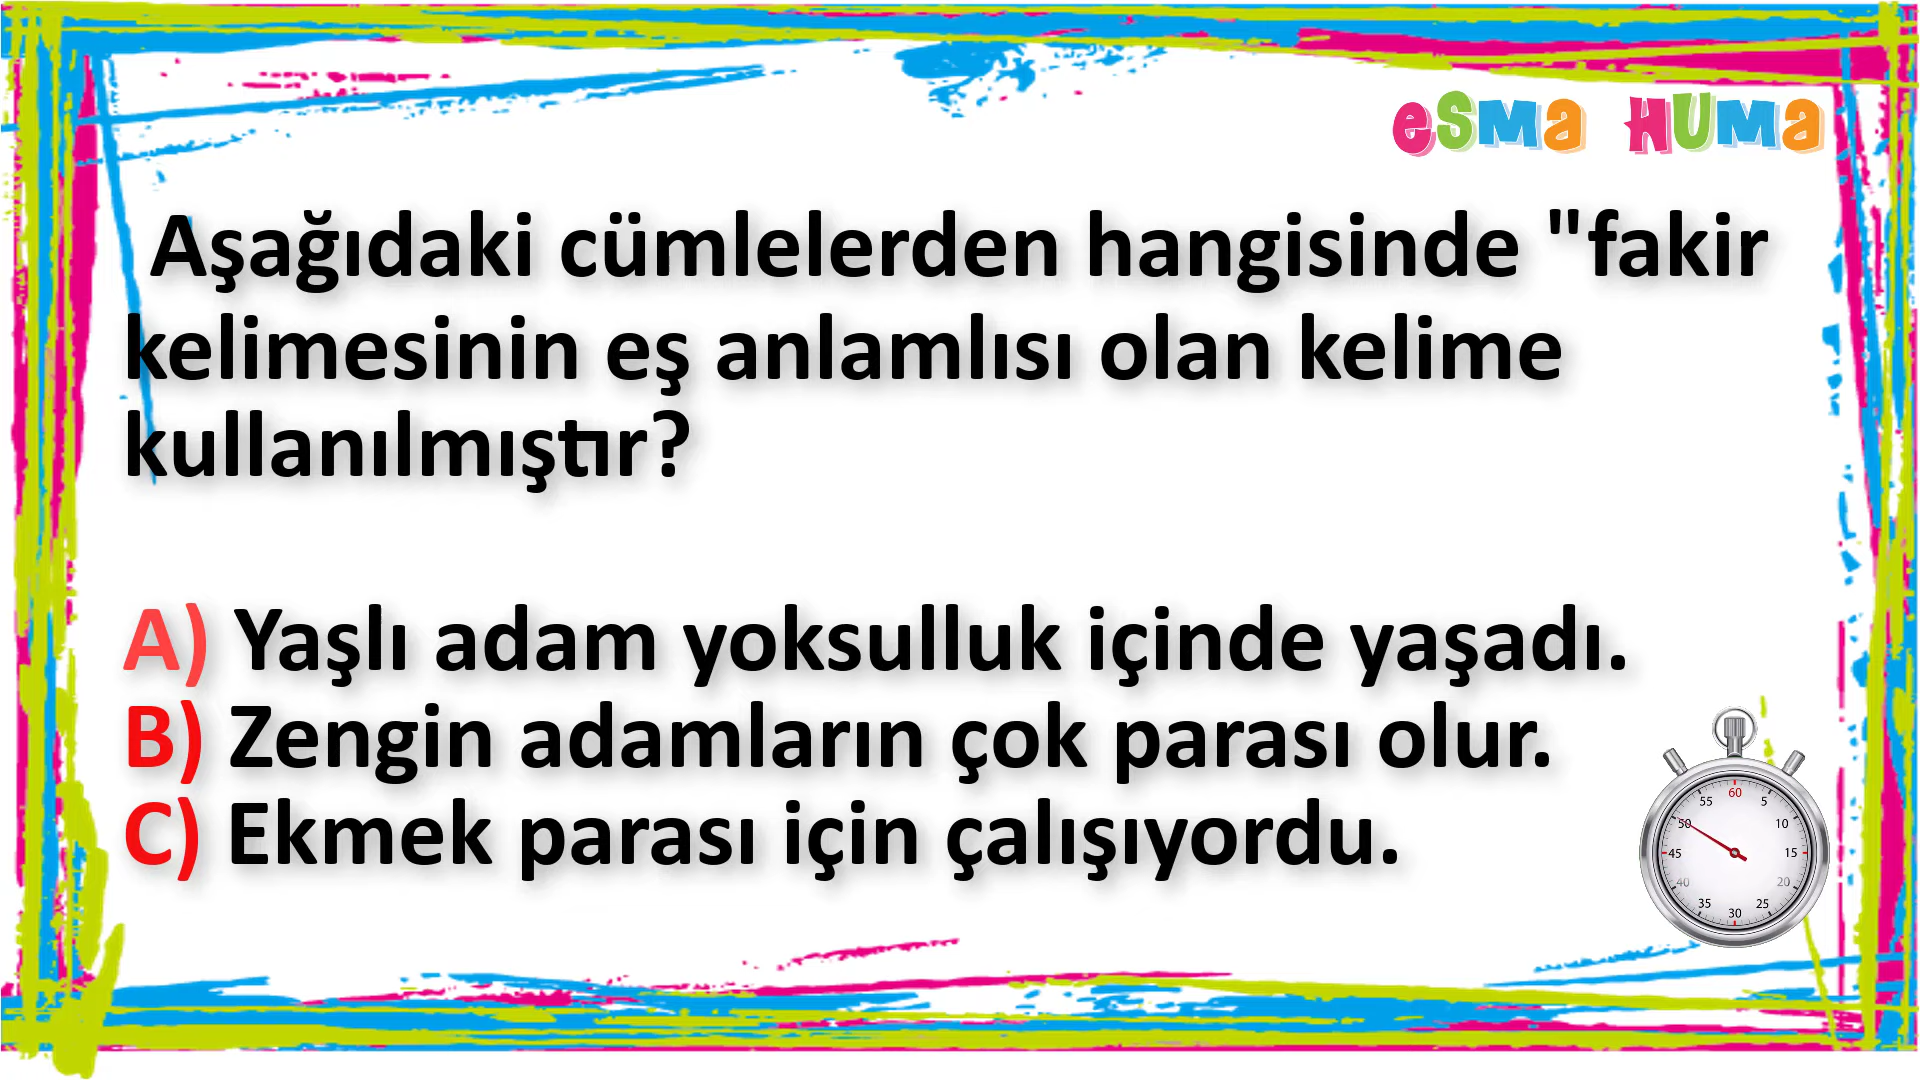 eSMa HUMa
Aşağıdaki cümlelerden hangisinde "fakir
kelimesinin eş anlamlısı olan kelime
kullanılmıştır?
A) Yaşlı adam yoksulluk içinde yaşadı.
B) Zengin adamların çok parası olur.
C) Ekmek parası için çalışıyordu.
60
55 5
50 10
45 15
40 20
35 25
30